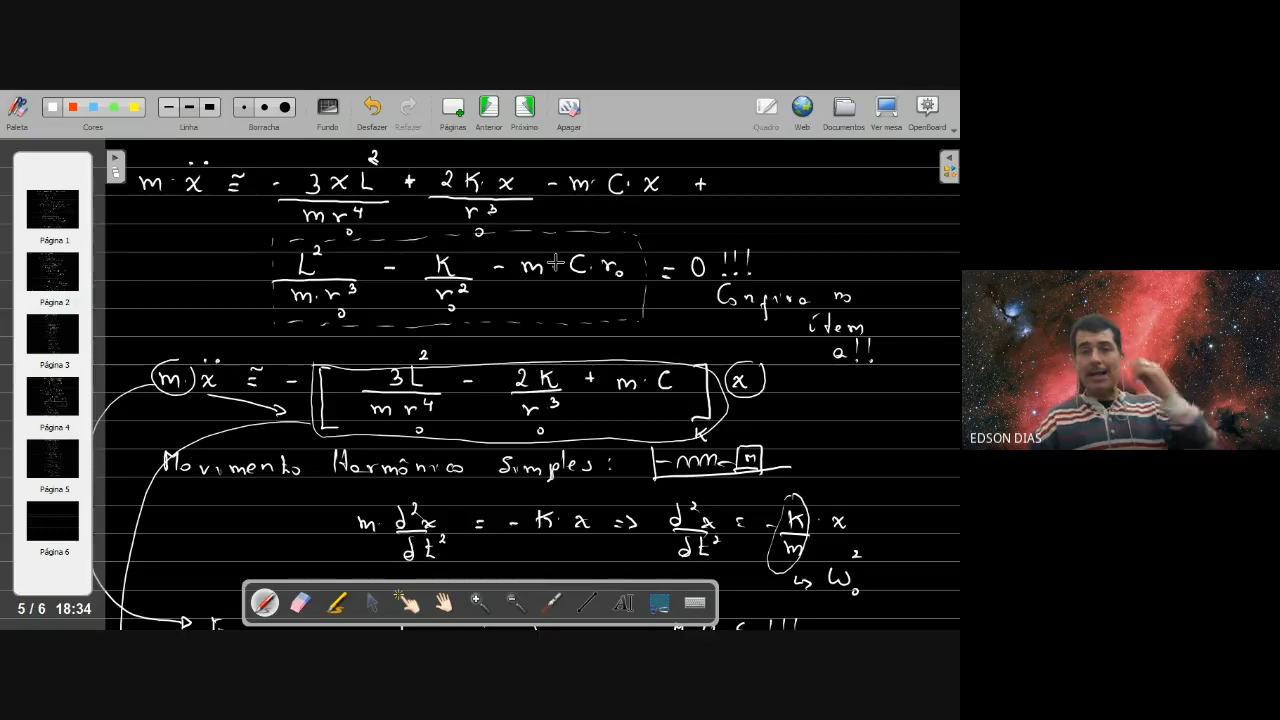 Paleta Cores Linha Borracha Fundo Desfazer Refazer Páginas Anterior Próximo Apagar Quadro Web Documentos Ver mesa OpenBoard
Página 1
Página 2
Página 3
Página 4
Página 5
Página 6
5 / 6 18:34
m · ẍ ≅ - 3xL²/(m r₀⁴) + 2K·x/r₀³ - m·C·x +
L²/(m·r₀³) - K/r₀² - m C·r₀ = 0 !!!
Confira no
item
a!!
m·ẍ ≅ - [ 3L²/(m r₀⁴) - 2K/r₀³ + m·C ] x
K
Movimento Harmônico Simples: m
m · d²x/dt² = - K·x => d²x/dt² = - K/m · x
↳ ω₀²
EDSON DIAS